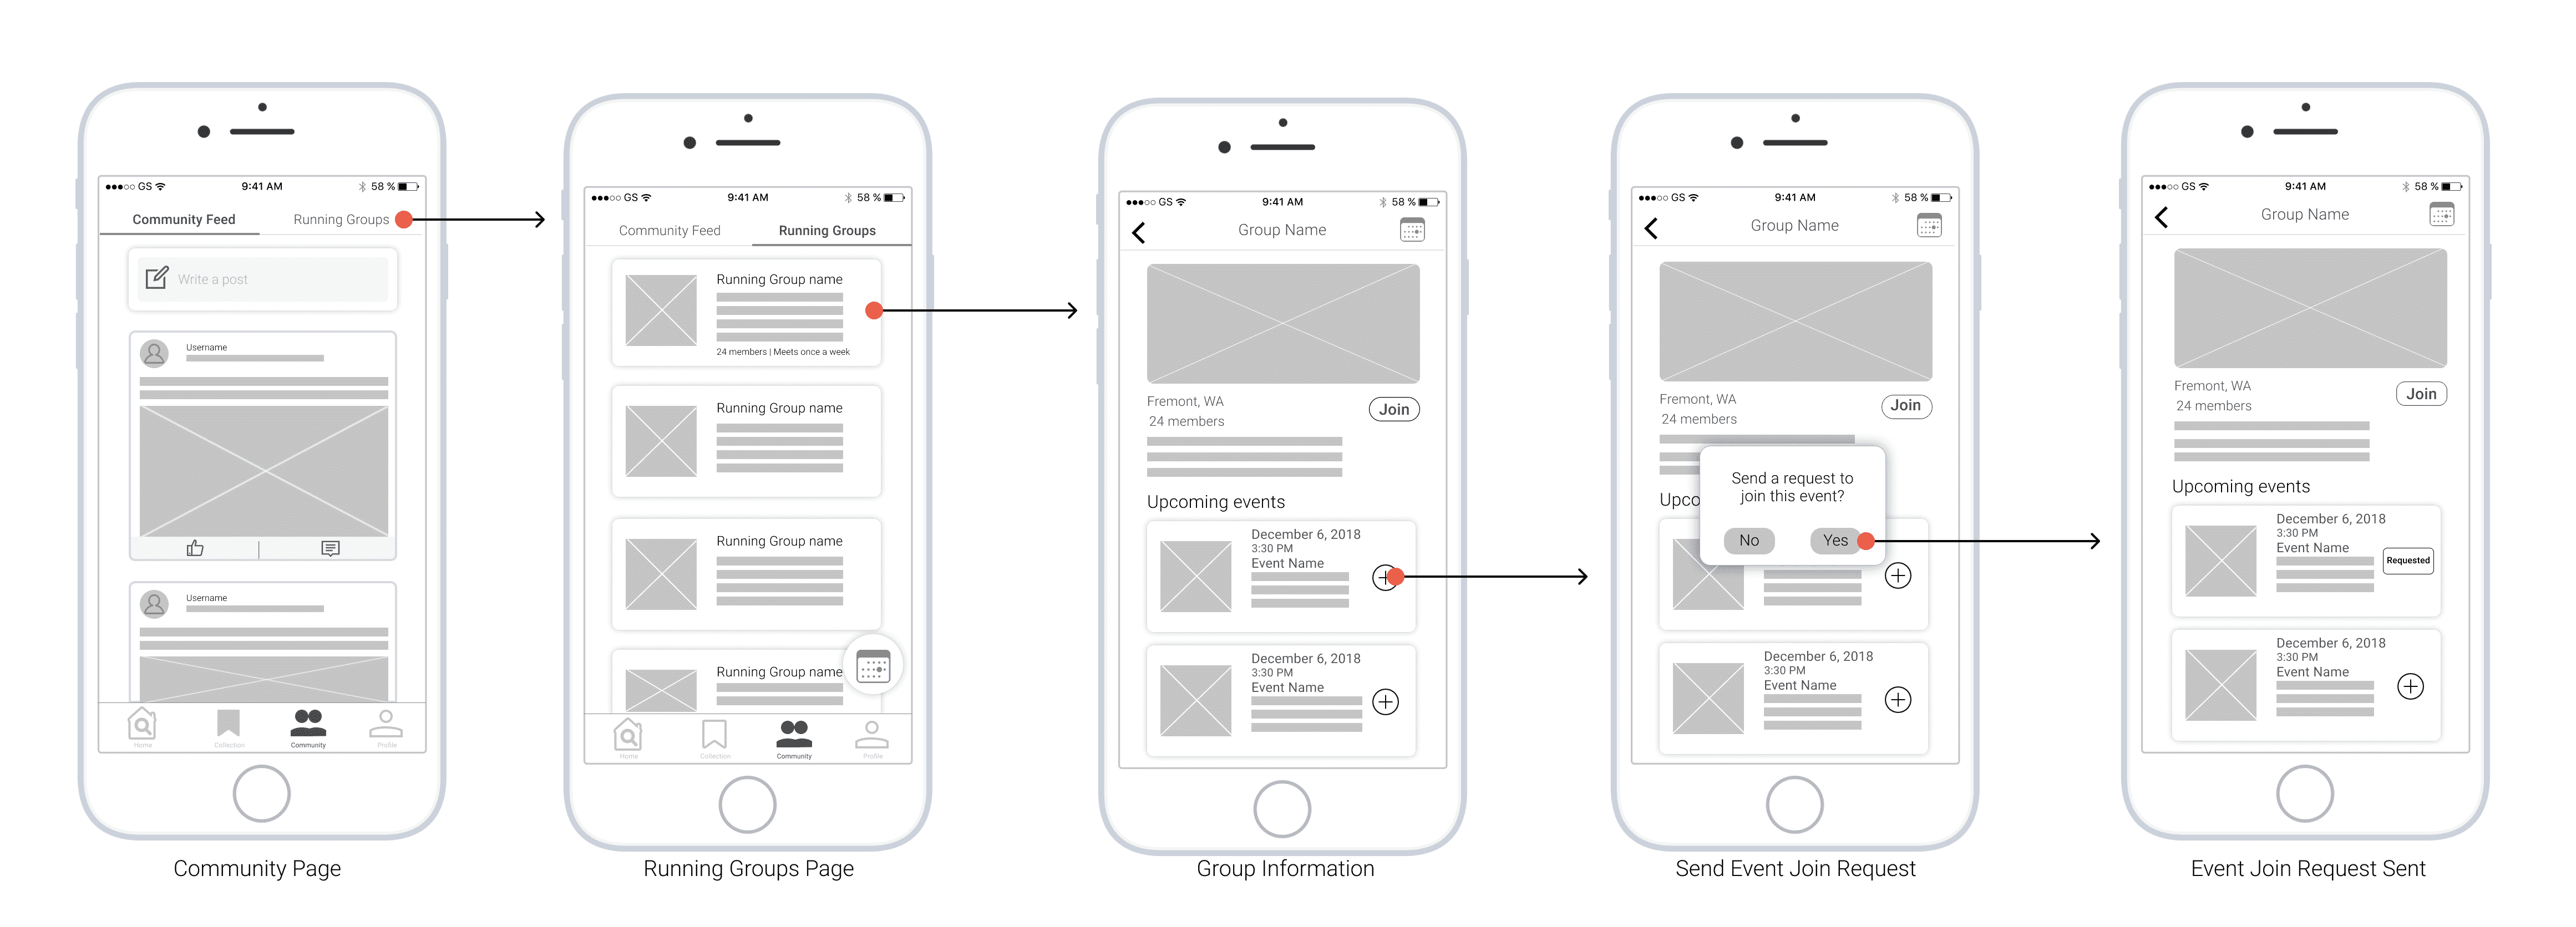 GS 9:41 AM 58 %
Community Feed Running Groups
Write a post
Username
Username
Home Collection Community Profile
Community Page
GS 9:41 AM 58 %
Community Feed Running Groups
Running Group name
24 members | Meets once a week
Running Group name
Running Group name
Running Group name
Home Collection Community Profile
Running Groups Page
GS 9:41 AM 58 %
Group Name
Fremont, WA
24 members
Join
Upcoming events
December 6, 2018
3:30 PM
Event Name
December 6, 2018
3:30 PM
Event Name
Group Information
GS 9:41 AM 58 %
Group Name
Fremont, WA
24 members
Join
Send a request to
join this event?
No Yes
Upco
December 6, 2018
3:30 PM
Event Name
Send Event Join Request
GS 9:41 AM 58 %
Group Name
Fremont, WA
24 members
Join
Upcoming events
December 6, 2018
3:30 PM
Event Name
Requested
December 6, 2018
3:30 PM
Event Name
Event Join Request Sent